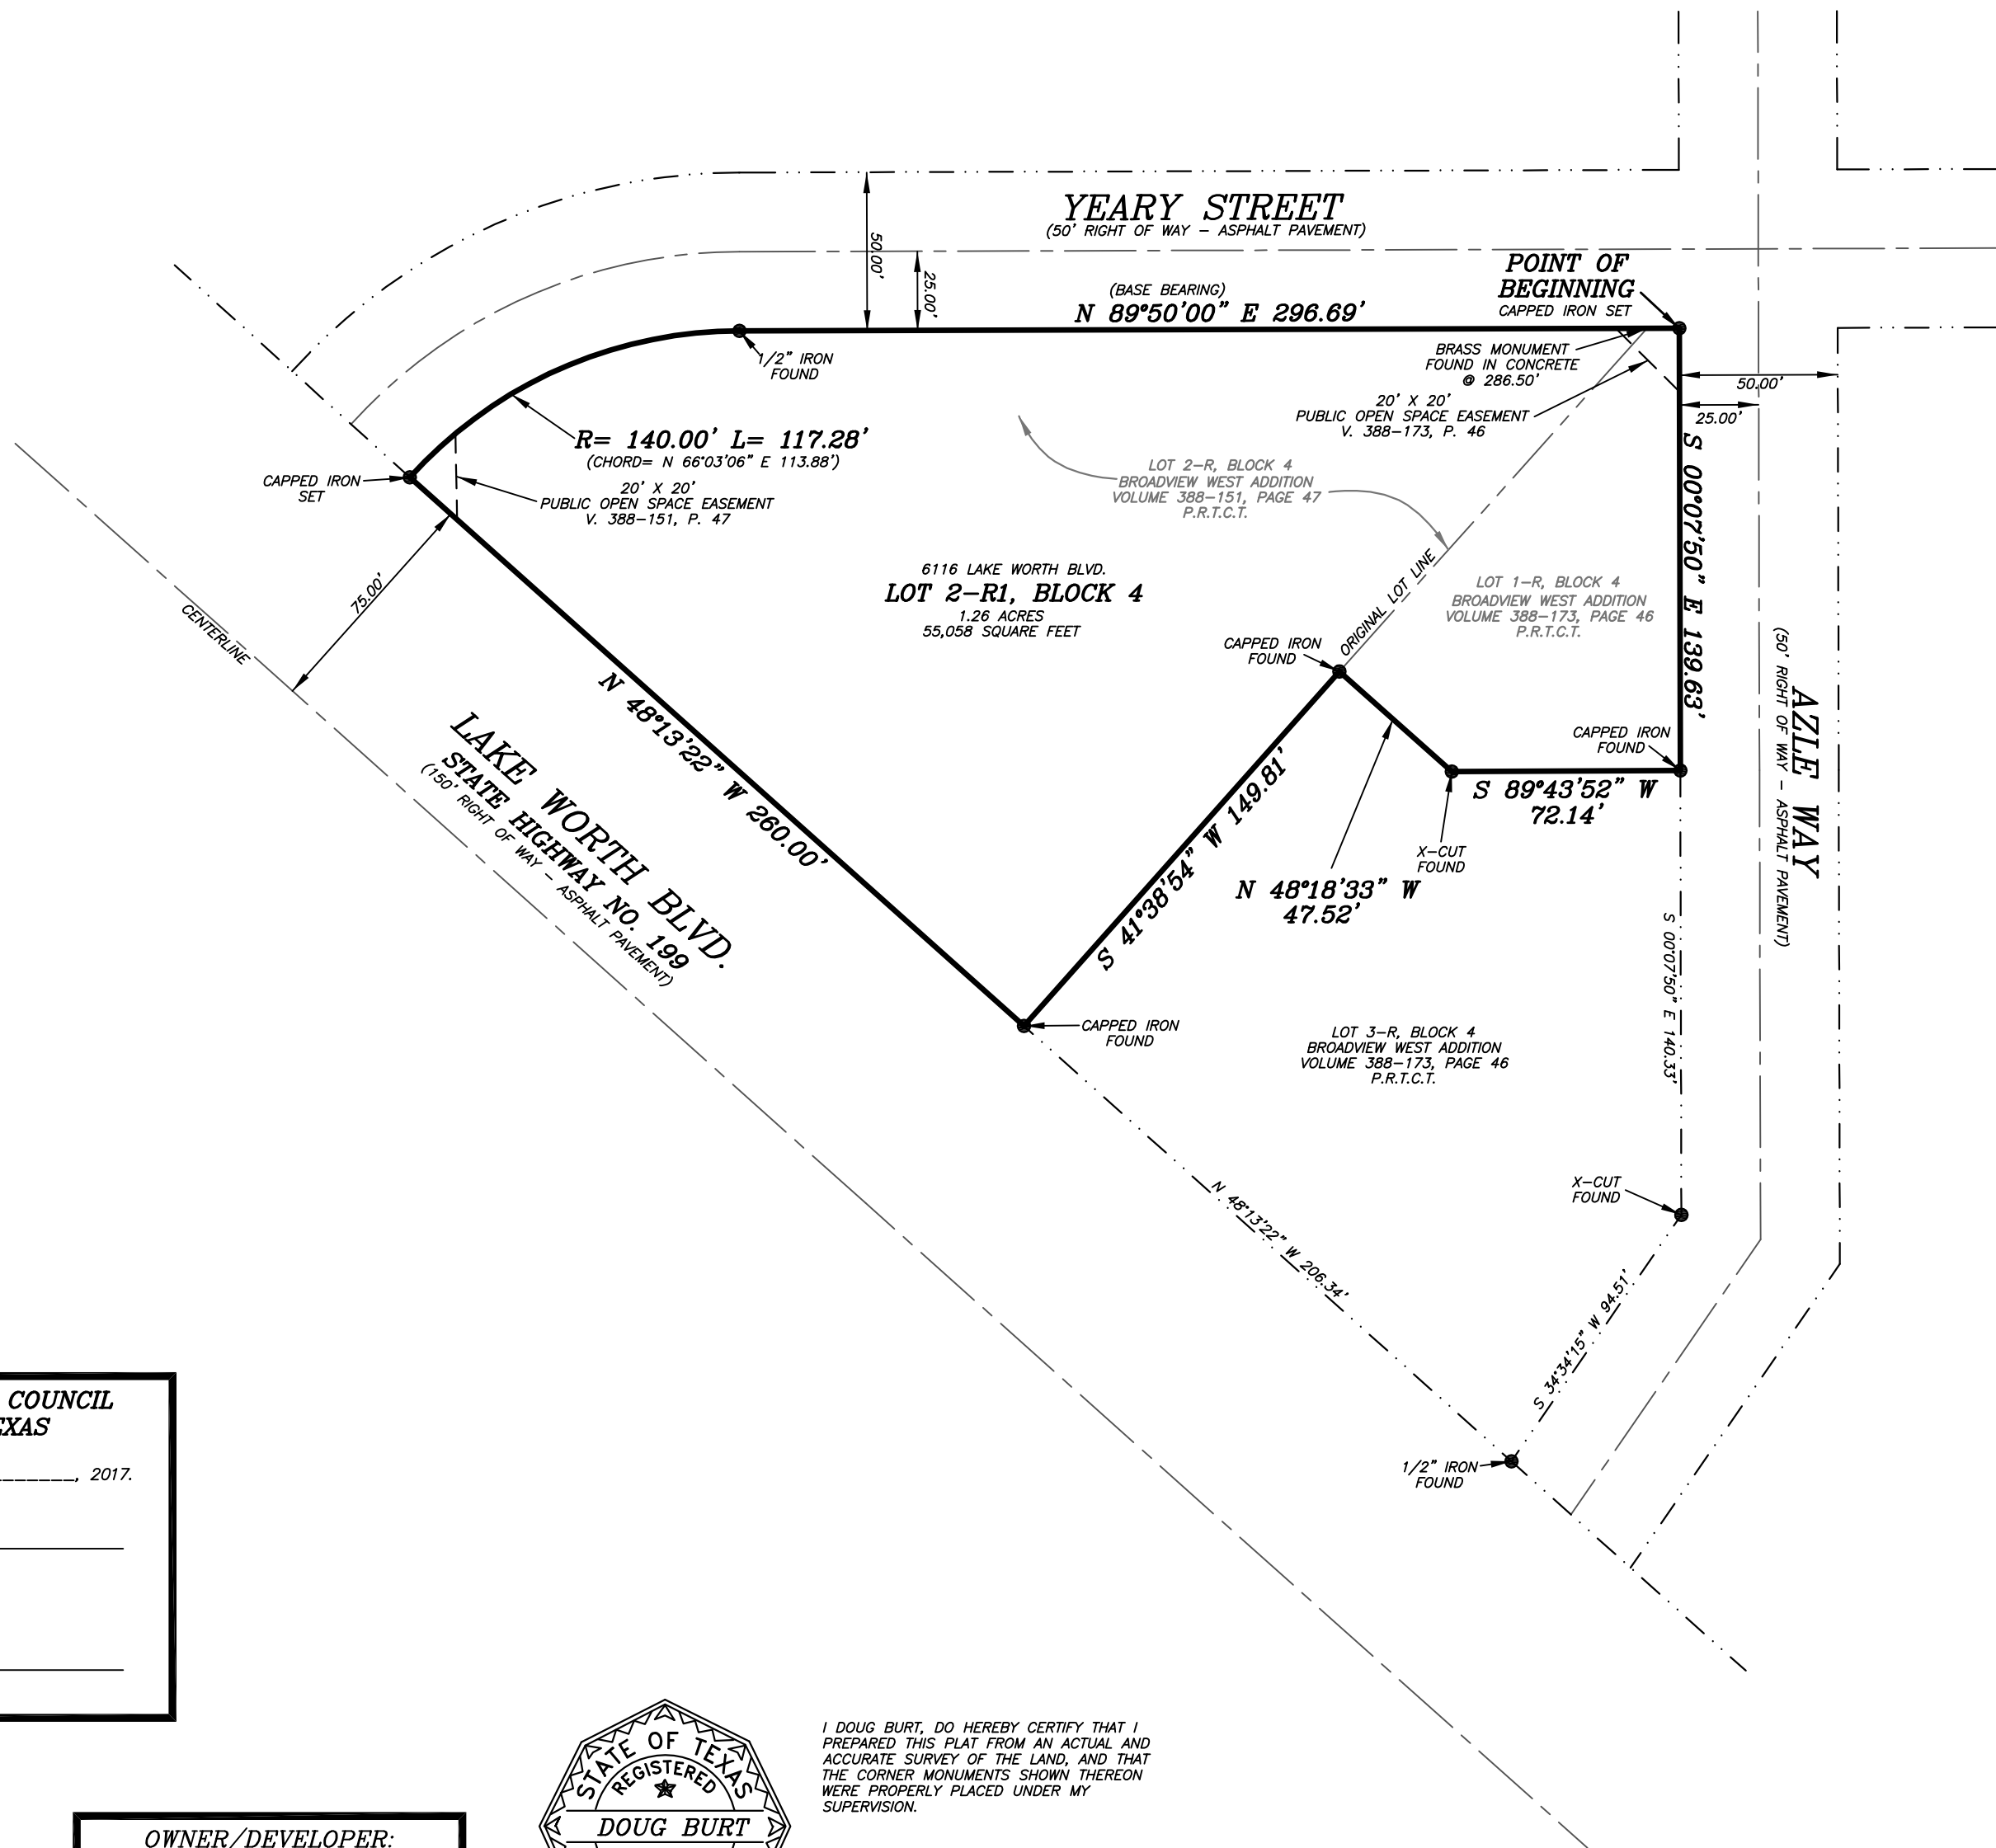 YEARY STREET
(50' RIGHT OF WAY – ASPHALT PAVEMENT)
50.00'
25.00'
(BASE BEARING)
N 89°50'00" E 296.69'
POINT OF
BEGINNING
CAPPED IRON SET
1/2" IRON
FOUND
BRASS MONUMENT
FOUND IN CONCRETE
@ 286.50'
20' X 20'
PUBLIC OPEN SPACE EASEMENT
V. 388–173, P. 46
50.00'
25.00'
R= 140.00' L= 117.28'
(CHORD= N 66°03'06" E 113.88')
CAPPED IRON
SET
20' X 20'
PUBLIC OPEN SPACE EASEMENT
V. 388–151, P. 47
LOT 2–R, BLOCK 4
BROADVIEW WEST ADDITION
VOLUME 388–151, PAGE 47
P.R.T.C.T.
S 00°07'50" E 139.63'
75.00'
CENTERLINE
6116 LAKE WORTH BLVD.
LOT 2–R1, BLOCK 4
1.26 ACRES
55,058 SQUARE FEET
ORIGINAL LOT LINE
LOT 1–R, BLOCK 4
BROADVIEW WEST ADDITION
VOLUME 388–173, PAGE 46
P.R.T.C.T.
CAPPED IRON
FOUND
N 48°13'22" W 260.00'
LAKE WORTH BLVD.
STATE HIGHWAY NO. 199
(150' RIGHT OF WAY – ASPHALT PAVEMENT)
AZLE WAY
(50' RIGHT OF WAY – ASPHALT PAVEMENT)
CAPPED IRON
FOUND
S 89°43'52" W
72.14'
S 41°38'54" W 149.81'
X–CUT
FOUND
N 48°18'33" W
47.52'
S 00°07'50" E 140.33'
CAPPED IRON
FOUND
LOT 3–R, BLOCK 4
BROADVIEW WEST ADDITION
VOLUME 388–173, PAGE 46
P.R.T.C.T.
X–CUT
FOUND
N 48°13'22" W 206.34'
S 34°34'15" W 94.51'
1/2" IRON
FOUND
COUNCIL
EXAS
_______, 2017.
STATE OF TEXAS
REGISTERED
DOUG BURT
I DOUG BURT, DO HEREBY CERTIFY THAT I
PREPARED THIS PLAT FROM AN ACTUAL AND
ACCURATE SURVEY OF THE LAND, AND THAT
THE CORNER MONUMENTS SHOWN THEREON
WERE PROPERLY PLACED UNDER MY
SUPERVISION.
OWNER/DEVELOPER: